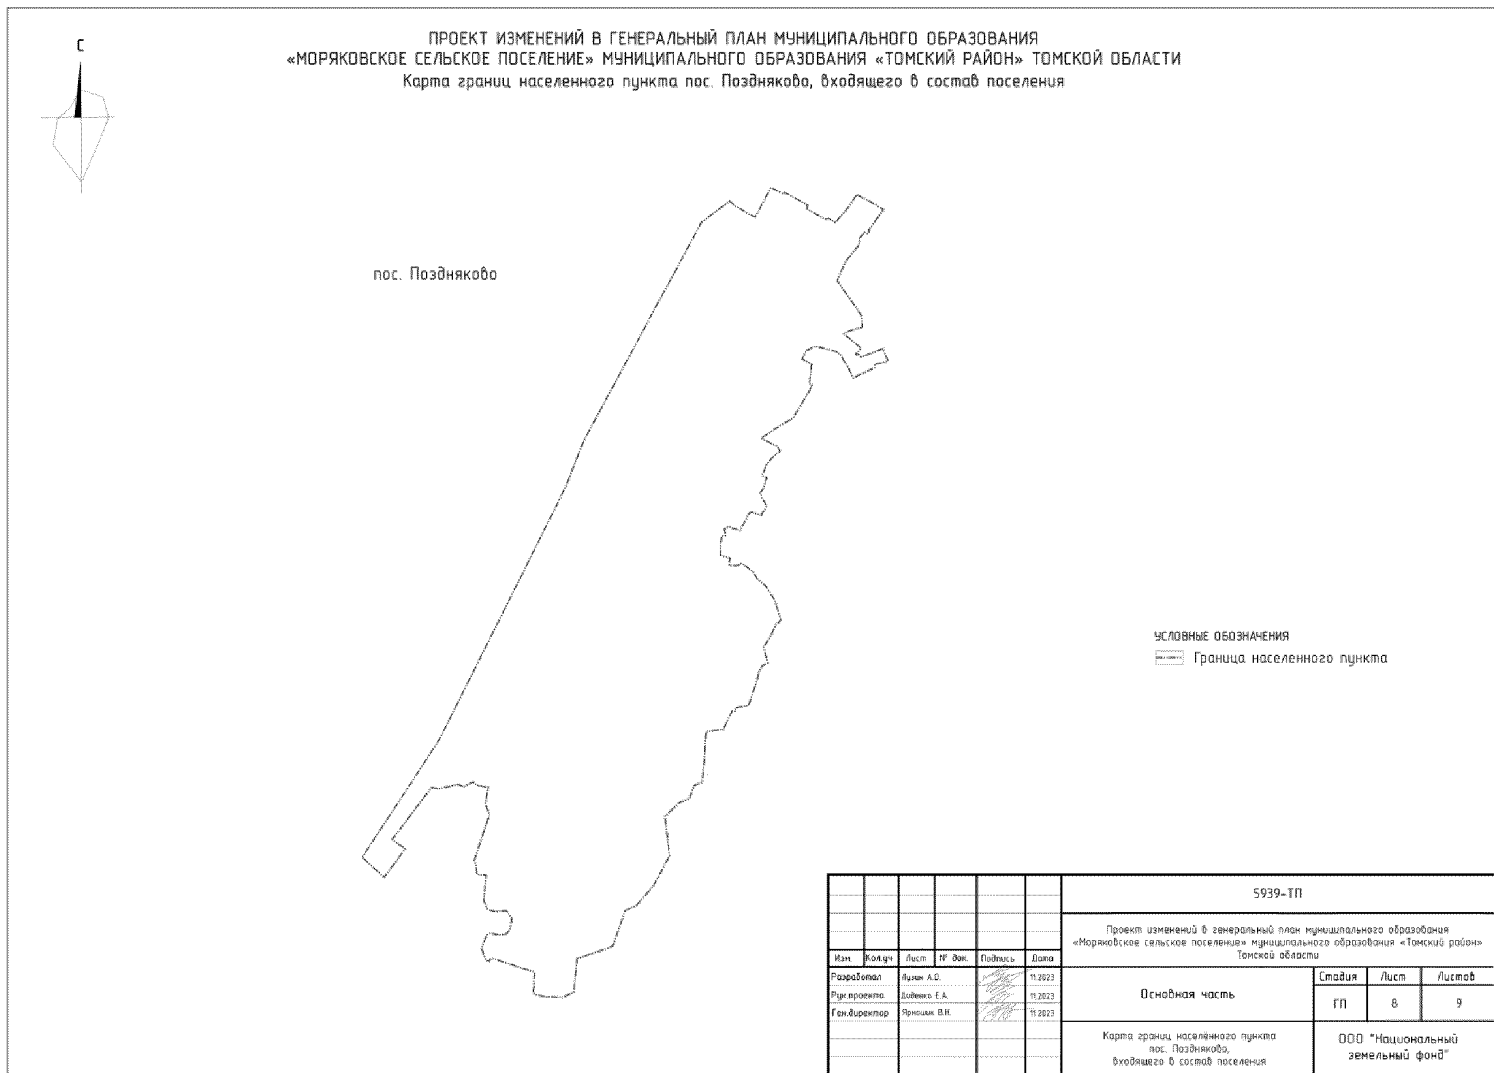 С
ПРОЕКТ ИЗМЕНЕНИЙ В ГЕНЕРАЛЬНЫЙ ПЛАН МУНИЦИПАЛЬНОГО ОБРАЗОВАНИЯ
«МОРЯКОВСКОЕ СЕЛЬСКОЕ ПОСЕЛЕНИЕ» МУНИЦИПАЛЬНОГО ОБРАЗОВАНИЯ «ТОМСКИЙ РАЙОН» ТОМСКОЙ ОБЛАСТИ
Карта границ населенного пункта пос. Поздняково, входящего в состав поселения
пос. Поздняково
УСЛОВНЫЕ ОБОЗНАЧЕНИЯ
Граница населенного пункта
5939-ТП
Проект изменений в генеральный план муниципального образования
«Моряковское сельское поселение» муниципального образования «Томский район»
Томской области
Изм. Кол.уч Лист № док. Подпись Дата
Разработал 11.2023
Рук.проекта 11.2023
Ген.директор 11.2023
Основная часть
Стадия Лист Листов
ГП 8 9
Карта границ населённого пункта
пос. Поздняково,
входящего в состав поселения
ООО "Национальный
земельный фонд"